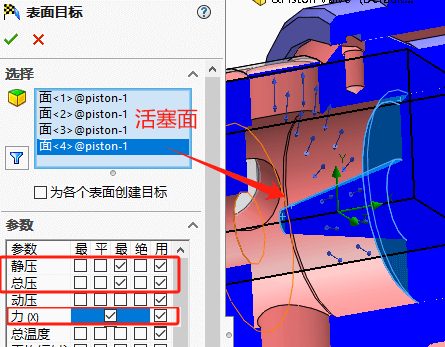 表面目标
选择
面<1>@piston-1
面<2>@piston-1
面<3>@piston-1
面<4>@piston-1
活塞面
为各个表面创建目标
参数
参数 最 平 最 绝 用
静压
总压
动压
力 (X)
总温度
Y